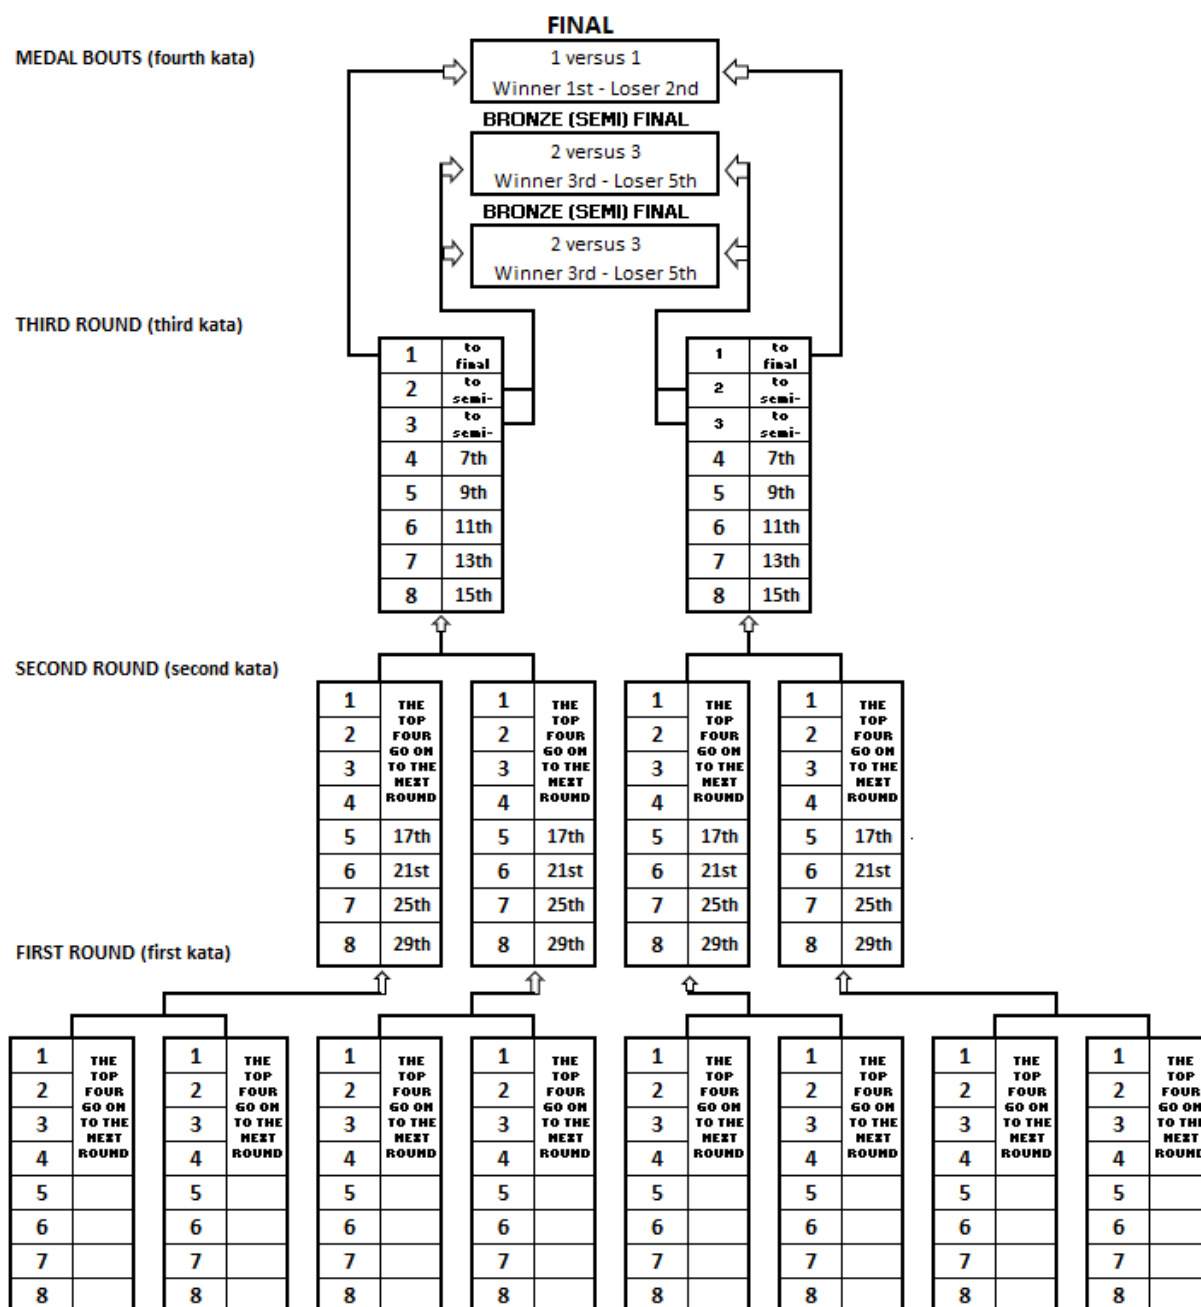 FINAL
MEDAL BOUTS (fourth kata)
1 versus 1
Winner 1st - Loser 2nd
BRONZE (SEMI) FINAL
2 versus 3
Winner 3rd - Loser 5th
BRONZE (SEMI) FINAL
2 versus 3
Winner 3rd - Loser 5th
THIRD ROUND (third kata)
1 to final 1 to final
2 to semi- 2 to semi-
3 to semi- 3 to semi-
4 7th 4 7th
5 9th 5 9th
6 11th 6 11th
7 13th 7 13th
8 15th 8 15th
SECOND ROUND (second kata)
1 1 1 1
2 2 2 2
3 3 3 3
4 4 4 4
THE TOP FOUR GO ON TO THE NEXT ROUND
THE TOP FOUR GO ON TO THE NEXT ROUND
THE TOP FOUR GO ON TO THE NEXT ROUND
THE TOP FOUR GO ON TO THE NEXT ROUND
5 17th 5 17th 5 17th 5 17th
6 21st 6 21st 6 21st 6 21st
7 25th 7 25th 7 25th 7 25th
8 29th 8 29th 8 29th 8 29th
FIRST ROUND (first kata)
1 1 1 1 1 1 1 1
2 2 2 2 2 2 2 2
3 3 3 3 3 3 3 3
4 4 4 4 4 4 4 4
THE TOP FOUR GO ON TO THE NEXT ROUND
THE TOP FOUR GO ON TO THE NEXT ROUND
THE TOP FOUR GO ON TO THE NEXT ROUND
THE TOP FOUR GO ON TO THE NEXT ROUND
THE TOP FOUR GO ON TO THE NEXT ROUND
THE TOP FOUR GO ON TO THE NEXT ROUND
THE TOP FOUR GO ON TO THE NEXT ROUND
THE TOP FOUR GO ON TO THE NEXT ROUND
5 5 5 5 5 5 5 5
6 6 6 6 6 6 6 6
7 7 7 7 7 7 7 7
8 8 8 8 8 8 8 8